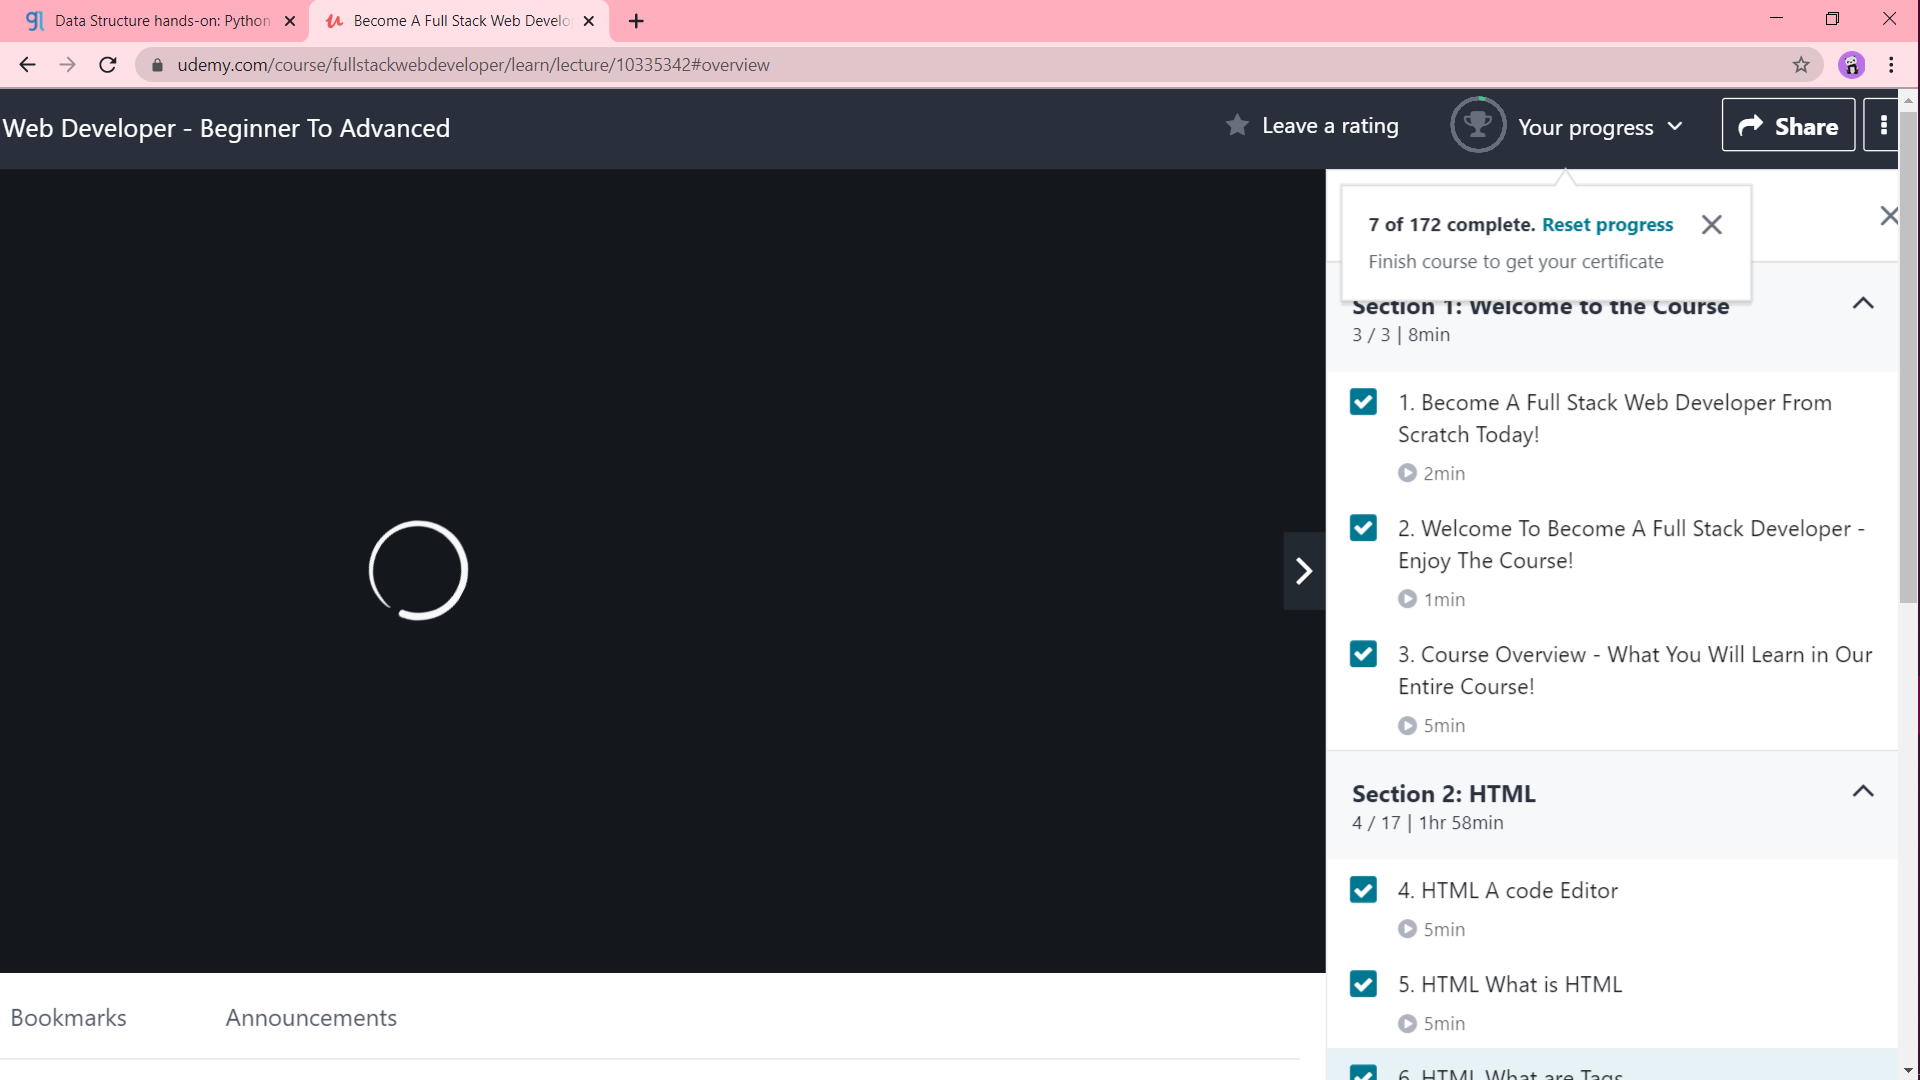 Data Structure hands-on: Python
Become A Full Stack Web Develo
udemy.com/course/fullstackwebdeveloper/learn/lecture/10335342#overview
Web Developer - Beginner To Advanced
Leave a rating
Your progress
Share
7 of 172 complete. Reset progress
Finish course to get your certificate
Section 1: Welcome to the Course
3 / 3 | 8min
1. Become A Full Stack Web Developer From
Scratch Today!
2min
2. Welcome To Become A Full Stack Developer -
Enjoy The Course!
1min
3. Course Overview - What You Will Learn in Our
Entire Course!
5min
Section 2: HTML
4 / 17 | 1hr 58min
4. HTML A code Editor
5min
5. HTML What is HTML
5min
6. HTML What are Tags
Bookmarks
Announcements